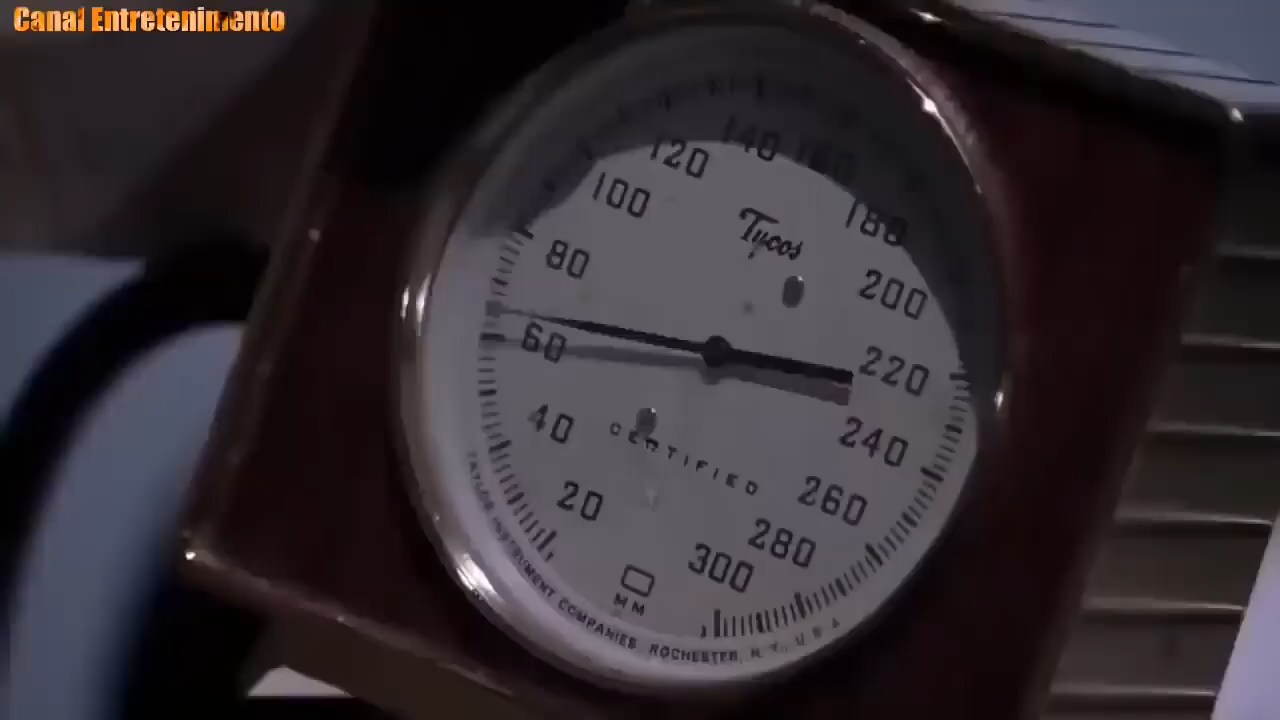 Canal Entretenimento
140 160
120
180
100
Tycos
80
200
60
220
40
240
CERTIFIED
20
260
280
300
MM
TAYLOR INSTRUMENT COMPANIES ROCHESTER, N.Y., U.S.A.